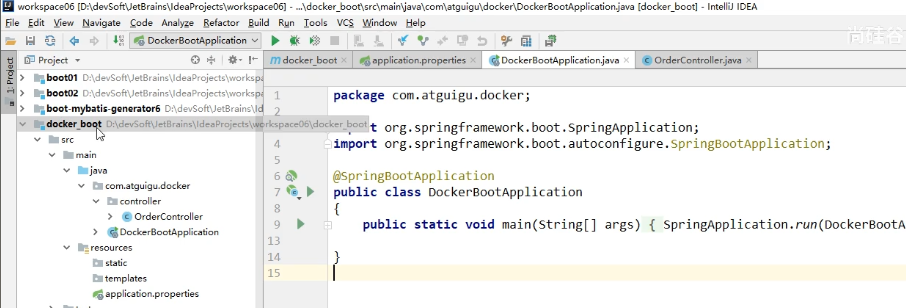 workspace06 [D:\devSoft\JetBrains\IdeaProjects\workspace06] - ...\docker_boot\src\main\java\com\atguigu\docker\DockerBootApplication.java [docker_boot] - IntelliJ IDEA
File Edit View Navigate Code Analyze Refactor Build Run Tools VCS Window Help
DockerBootApplication
尚硅谷
1: Project
Project
docker_boot
application.properties
DockerBootApplication.java
OrderController.java
boot01 D:\devSoft\JetBrains\IdeaProjects\workspa
boot02 D:\devSoft\JetBrains\IdeaProjects\workspa
boot-mybatis-generator6 D:\devSoft\JetBrains\Id
docker_boot D:\devSoft\JetBrains\IdeaProjects\workspace06\docker_boot
src
main
java
com.atguigu.docker
controller
OrderController
DockerBootApplication
resources
static
templates
application.properties
1 package com.atguigu.docker;
2
import org.springframework.boot.SpringApplication;
4 import org.springframework.boot.autoconfigure.SpringBootApplication;
5
6 @SpringBootApplication
7 public class DockerBootApplication
8 {
9 public static void main(String[] args) { SpringApplication.run(DockerBootA
13
14 }
15